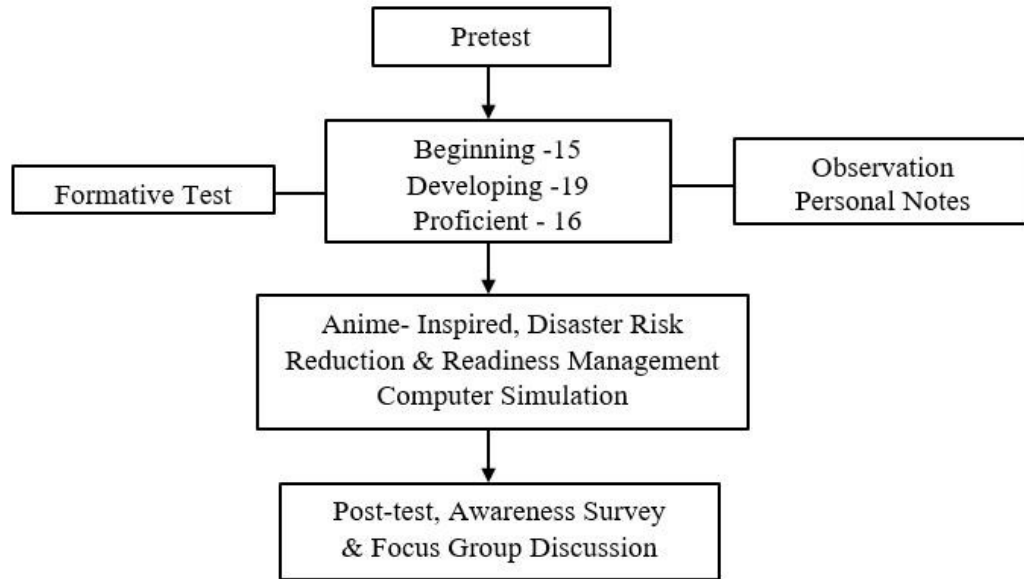 Pretest
Beginning -15
Developing -19
Proficient - 16
Formative Test
Observation
Personal Notes
Anime- Inspired, Disaster Risk
Reduction & Readiness Management
Computer Simulation
Post-test, Awareness Survey
& Focus Group Discussion